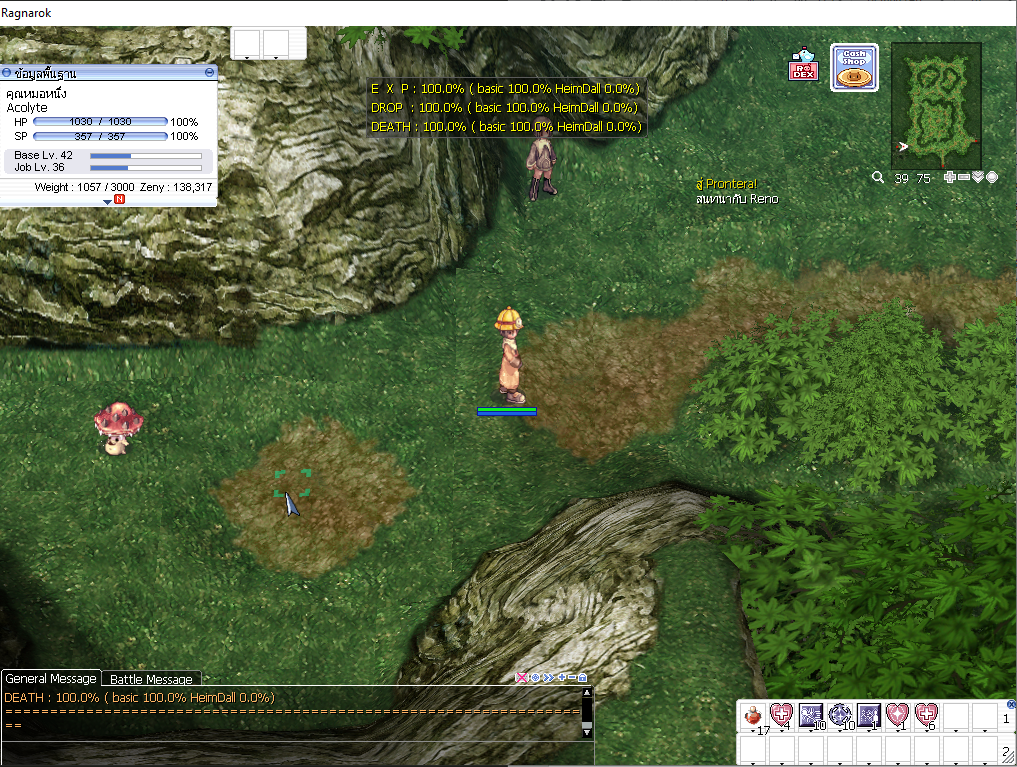 Ragnarok
ข้อมูลพื้นฐาน
คุณหมอหนึ่ง
Acolyte
HP 1030 / 1030 100%
SP 357 / 357 100%
Base Lv. 42
Job Lv. 36
Weight : 1057 / 3000 Zeny : 138,317
N
E X P : 100.0% ( basic 100.0% HeimDall 0.0%)
DROP : 100.0% ( basic 100.0% HeimDall 0.0%)
DEATH : 100.0% ( basic 100.0% HeimDall 0.0%)
RODEX
Cash Shop
39 75
สู่ Prontera!
สนทนากับ Reno
General Message Battle Message
DEATH : 100.0% ( basic 100.0% HeimDall 0.0%)
17 4 10 10 1 1 6 1
2